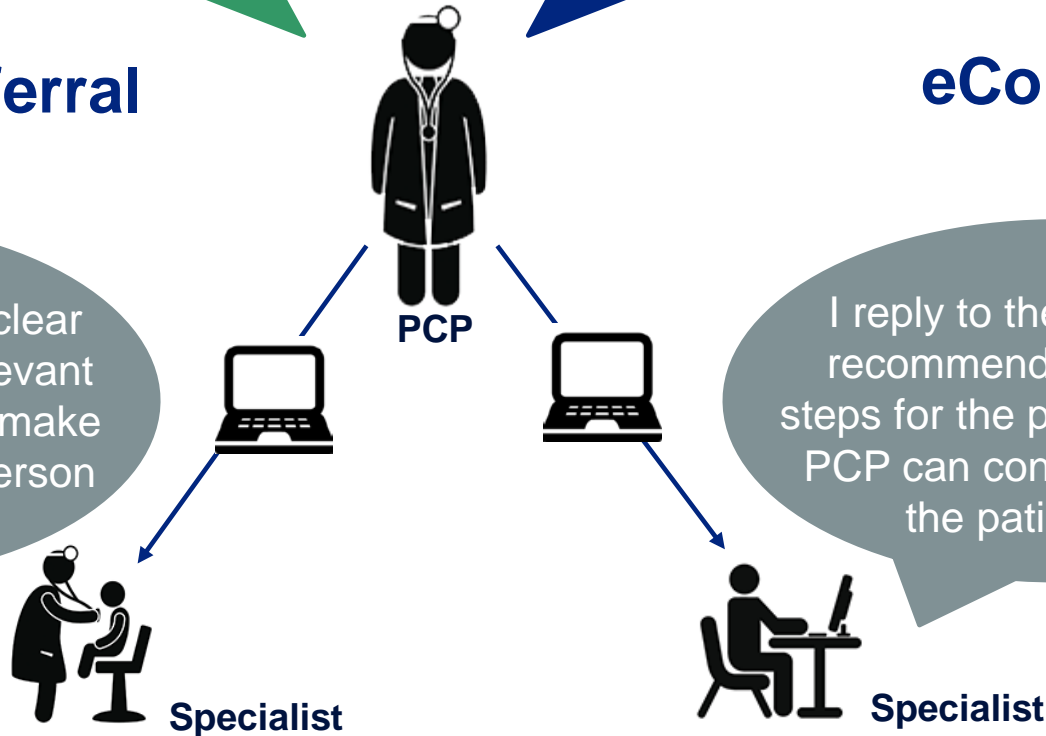 ferral
eCo
PCP
clear
evant
make
erson
I reply to the
recommend
steps for the p
PCP can con
the pati
Specialist
Specialist